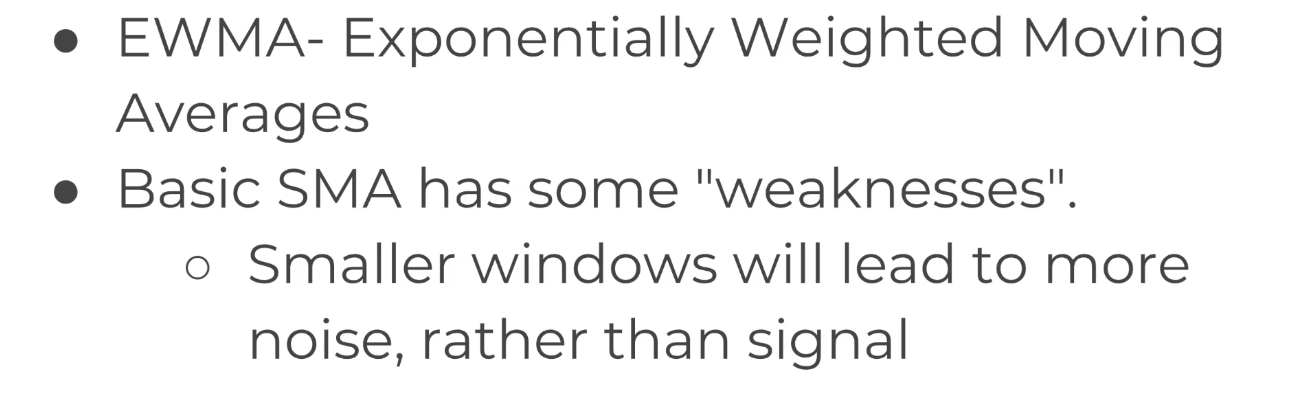 ● EWMA- Exponentially Weighted Moving
Averages
● Basic SMA has some "weaknesses".
○ Smaller windows will lead to more
noise, rather than signal